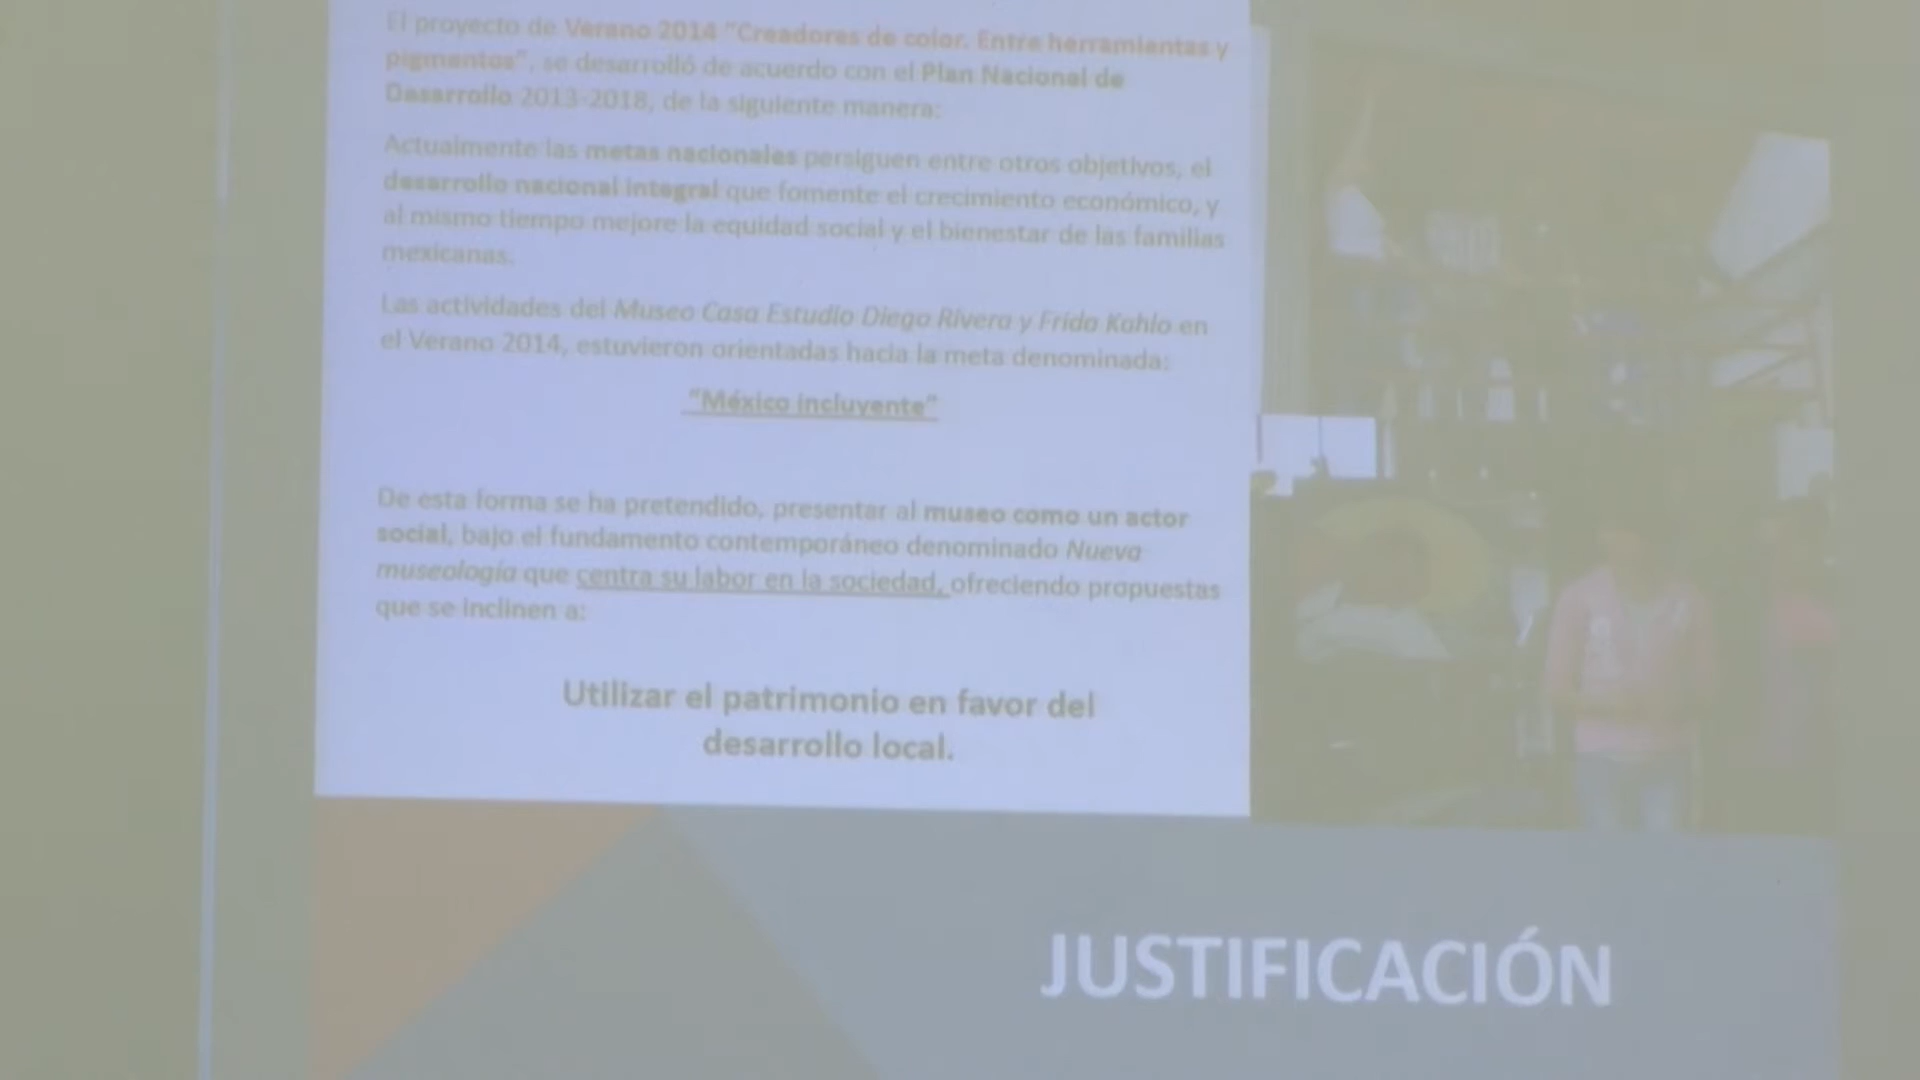 El proyecto de Verano 2014 "Creadores de color. Entre herramientas y
pigmentos", se desarrolló de acuerdo con el Plan Nacional de
Desarrollo 2013-2018, de la siguiente manera:
Actualmente las metas nacionales persiguen entre otros objetivos, el
desarrollo nacional integral que fomente el crecimiento económico, y
al mismo tiempo mejore la equidad social y el bienestar de las familias
mexicanas.
Las actividades del Museo Casa Estudio Diego Rivera y Frida Kahlo en
el Verano 2014, estuvieron orientadas hacia la meta denominada:
"México incluyente"
De esta forma se ha pretendido, presentar al museo como un actor
social, bajo el fundamento contemporáneo denominado Nueva
museología que centra su labor en la sociedad, ofreciendo propuestas
que se inclinen a:
Utilizar el patrimonio en favor del
desarrollo local.
JUSTIFICACIÓN